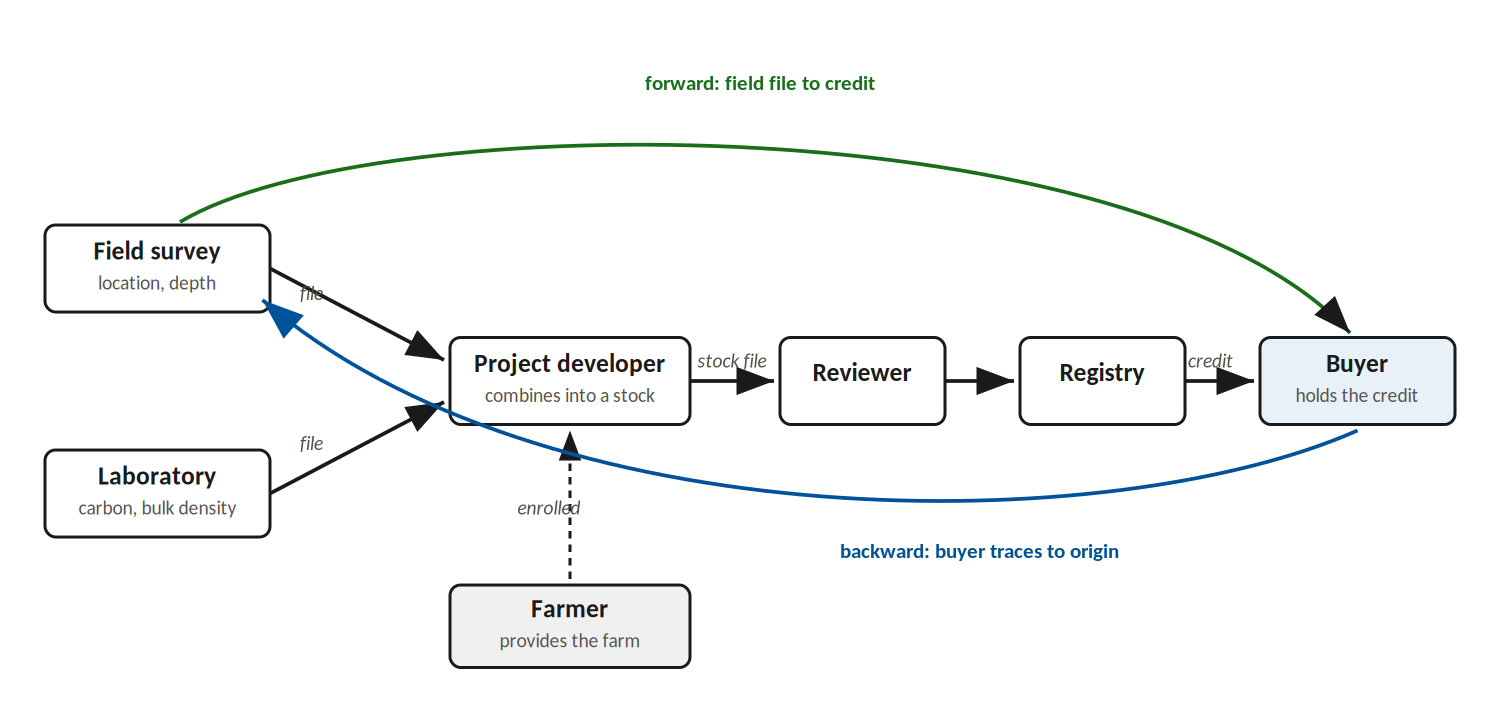 forward: field file to credit
Field survey
location, depth
file
Project developer
combines into a stock
stock file
Reviewer
Registry
credit
Buyer
holds the credit
file
Laboratory
carbon, bulk density
enrolled
backward: buyer traces to origin
Farmer
provides the farm